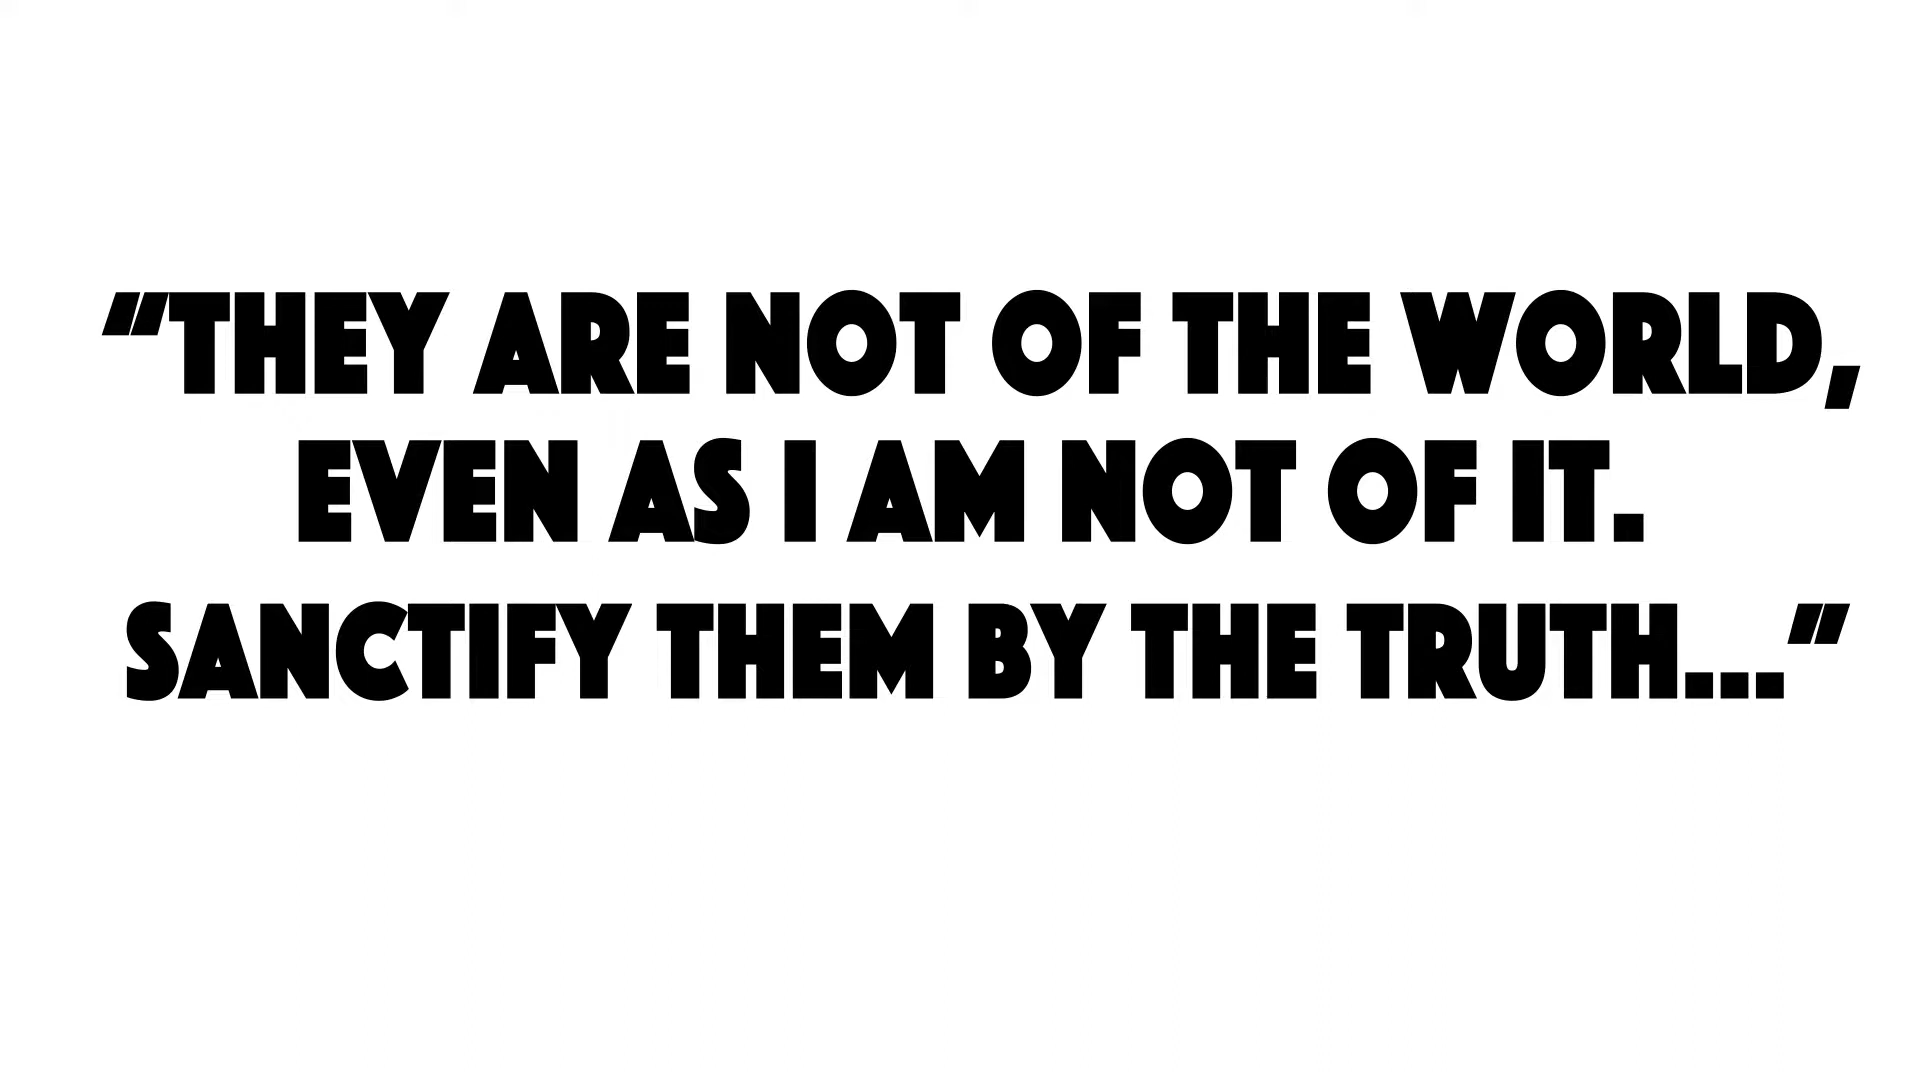 “THEY ARE NOT OF THE WORLD,
EVEN AS I AM NOT OF IT.
SANCTIFY THEM BY THE TRUTH...”